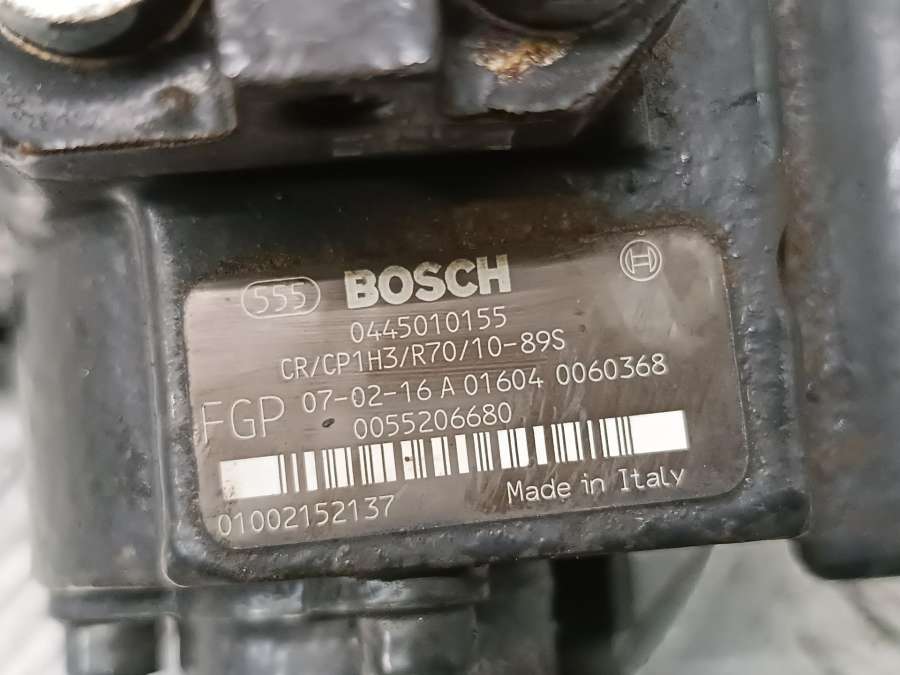 555 BOSCH H
0445010155
CR/CP1H3/R70/10-89S
FGP 07-02-16 A 01604 0060368
0055206680
01002152137 Made in Italy